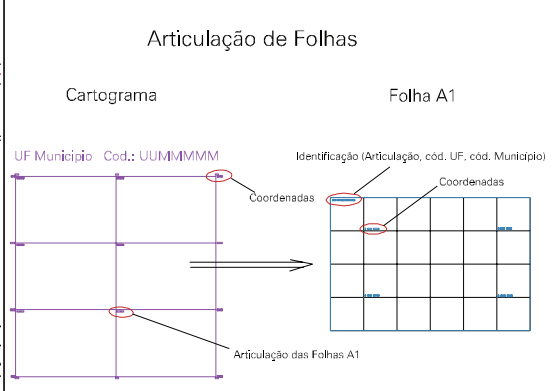 Articulação de Folhas
Cartograma
Folha A1
UF Municipio Cod.: UUMMMMM
Identificação (Articulação, cód. UF, cód. Município)
Coordenadas
Coordenadas
Articulação das Folhas A1